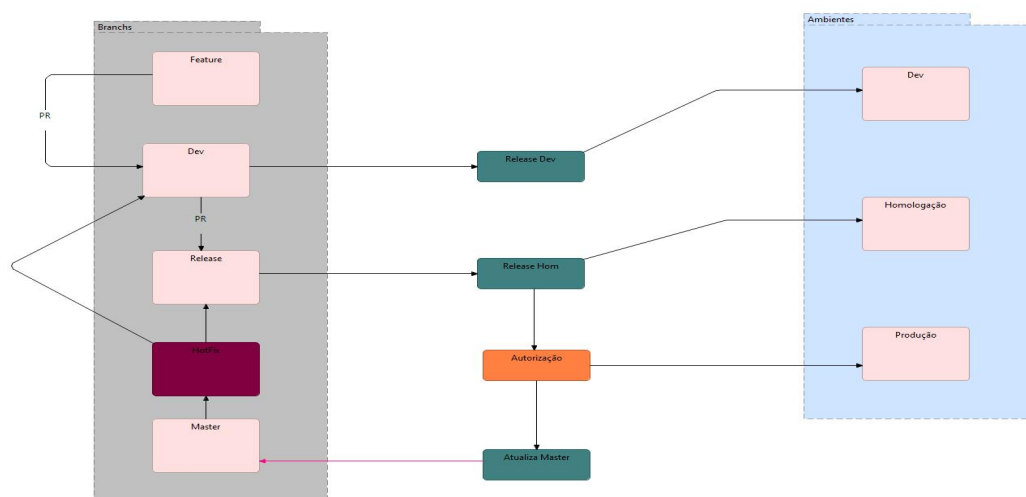 Branchs
Ambientes
Feature
PR
Dev
Dev
Release Dev
PR
Homologação
Release
Release Hom
HotFix
Autorização
Produção
Master
Atualiza Master